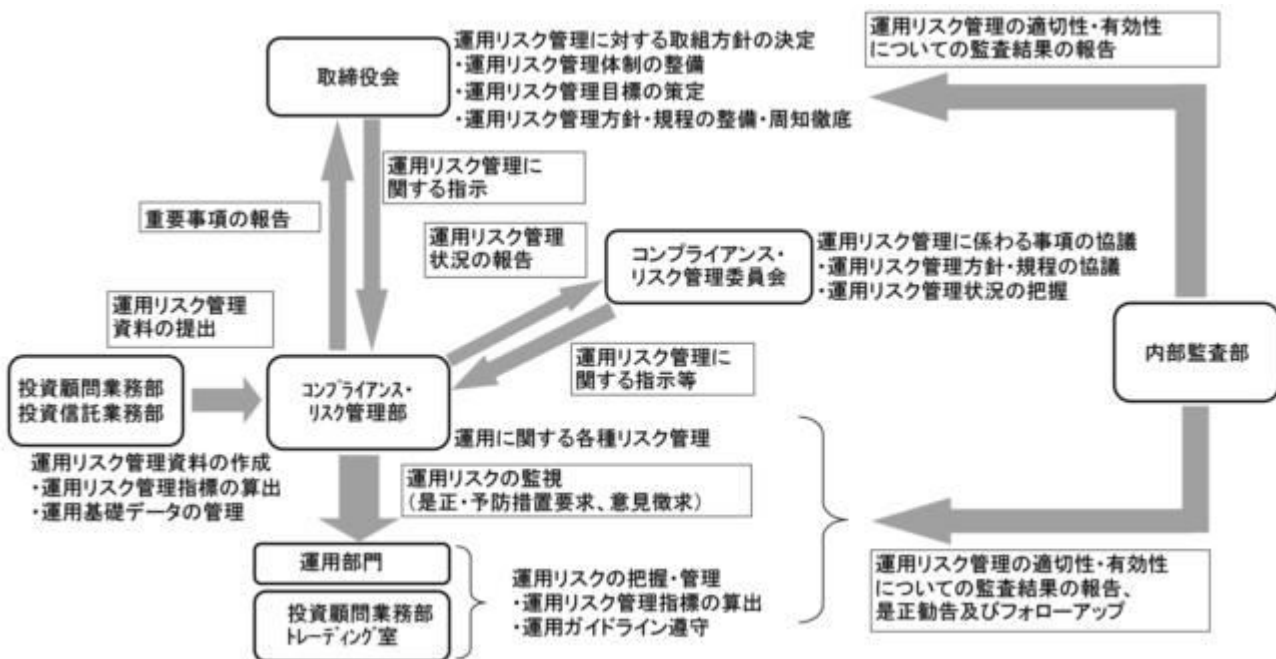 取締役会
運用リスク管理に対する取組方針の決定
・運用リスク管理体制の整備
・運用リスク管理目標の策定
・運用リスク管理方針・規程の整備・周知徹底
運用リスク管理の適切性・有効性
についての監査結果の報告
運用リスク管理に
関する指示
重要事項の報告
運用リスク管理
状況の報告
コンプライアンス・
リスク管理委員会
運用リスク管理に係わる事項の協議
・運用リスク管理方針・規程の協議
・運用リスク管理状況の把握
運用リスク管理
資料の提出
運用リスク管理に
関する指示等
内部監査部
投資顧問業務部
投資信託業務部
コンプライアンス・
リスク管理部
運用に関する各種リスク管理
運用リスク管理資料の作成
・運用リスク管理指標の算出
・運用基礎データの管理
運用リスクの監視
(是正・予防措置要求、意見徴求)
運用部門
投資顧問業務部
トレーディング室
運用リスクの把握・管理
・運用リスク管理指標の算出
・運用ガイドライン遵守
運用リスク管理の適切性・有効性
についての監査結果の報告、
是正勧告及びフォローアップ